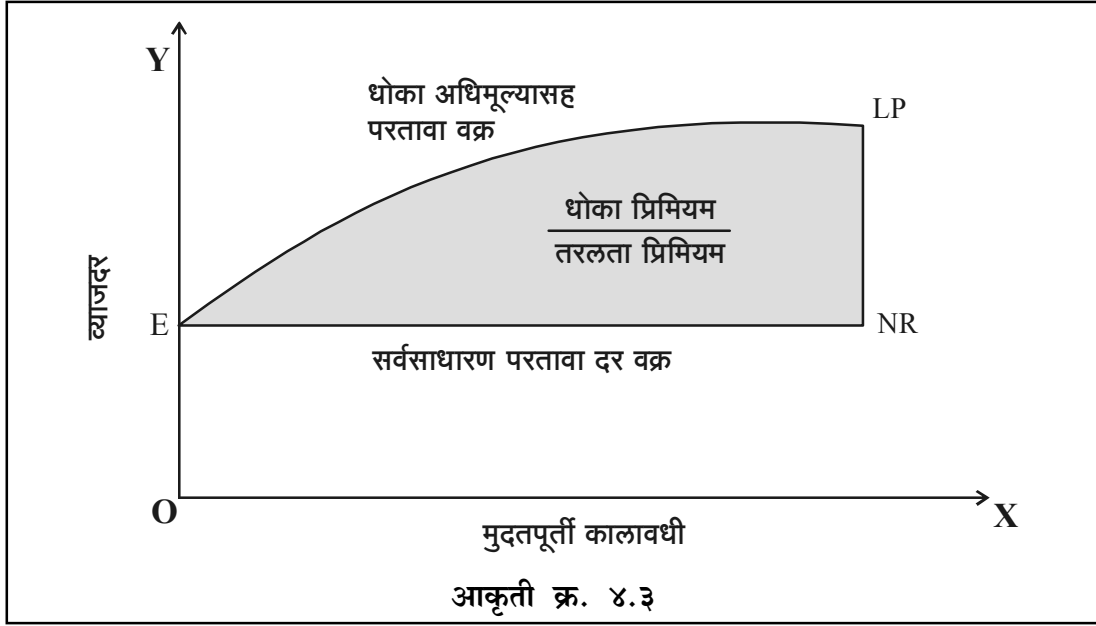 Y
धोका अधिमूल्यासह
परतावा वक्र
LP
धोका प्रिमियम
तरलता प्रिमियम
व्याजदर
E
NR
सर्वसाधारण परतावा दर वक्र
O
X
मुदतपूर्ती कालावधी
आकृती क्र. ४.३